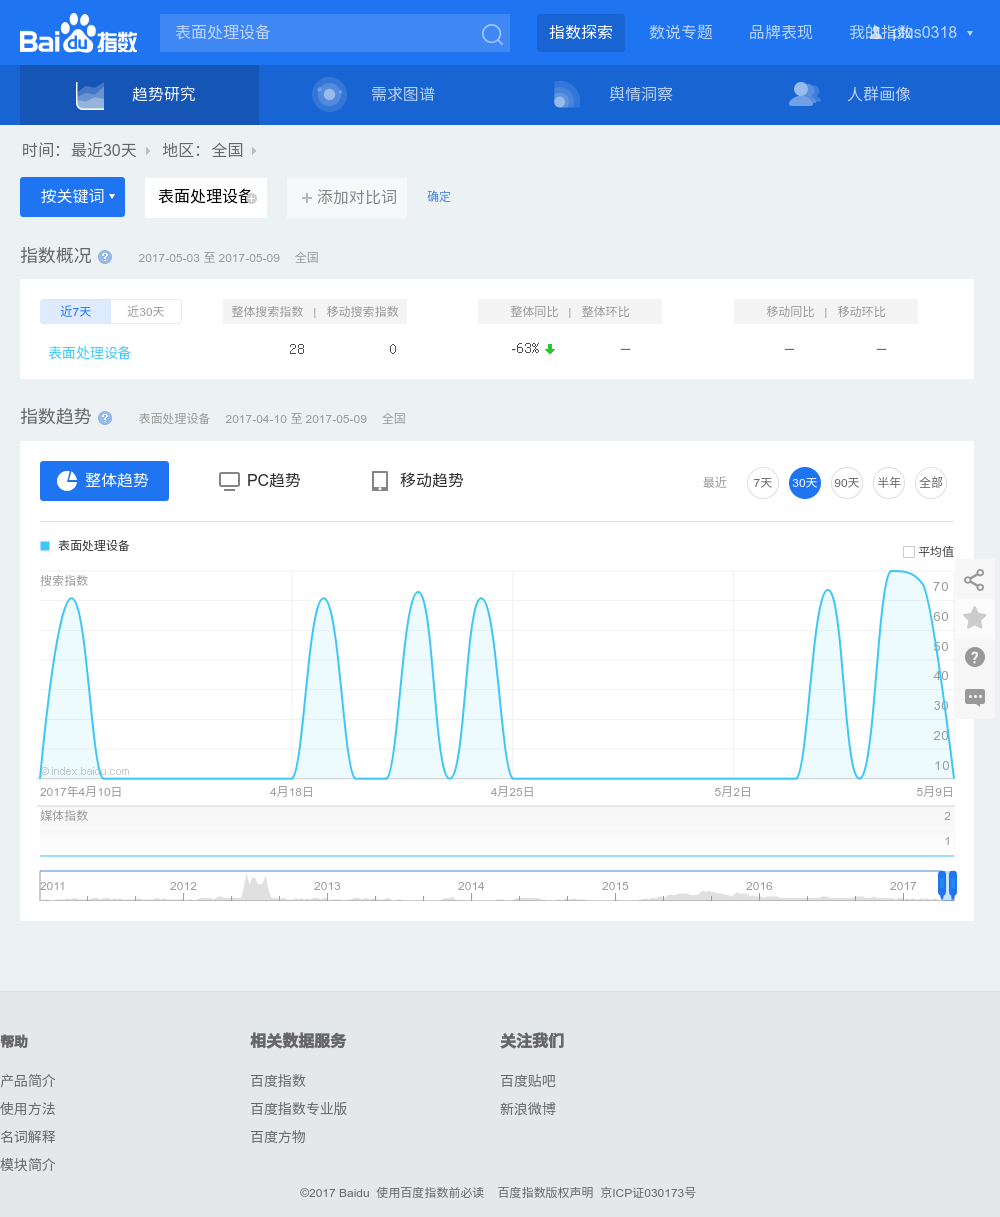 Bai du 指数 表面处理设备 指数探索 数说专题 品牌表现 我的指数 plus0318
趋势研究 需求图谱 舆情洞察 人群画像
时间: 最近30天 地区: 全国
按关键词 表面处理设备 + 添加对比词 确定
指数概况 ? 2017-05-03 至 2017-05-09 全国
近7天 近30天 整体搜索指数 | 移动搜索指数 整体同比 | 整体环比 移动同比 | 移动环比
表面处理设备 28 0 -63% — — —
指数趋势 ? 表面处理设备 2017-04-10 至 2017-05-09 全国
整体趋势 PC趋势 移动趋势 最近 7天 30天 90天 半年 全部
表面处理设备
平均值
搜索指数
70
60
50
40
30
20
10
©index.baidu.com
2017年4月10日 4月18日 4月25日 5月2日 5月9日
媒体指数 2
1
2011 2012 2013 2014 2015 2016 2017
帮助 相关数据服务 关注我们
产品简介 百度指数 百度贴吧
使用方法 百度指数专业版 新浪微博
名词解释 百度方物
模块简介
©2017 Baidu 使用百度指数前必读 百度指数版权声明 京ICP证030173号